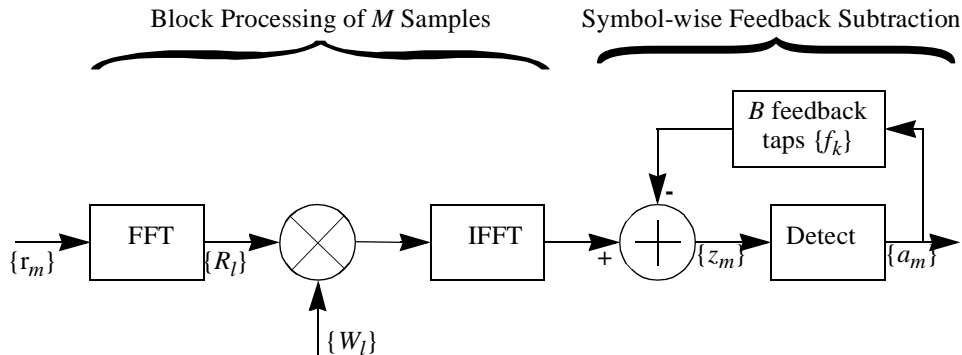 Block Processing of M Samples
Symbol-wise Feedback Subtraction
B feedback
taps {f_k}
-
FFT
IFFT
Detect
{r_m}
{R_l}
+
{z_m}
{a_m}
{W_l}